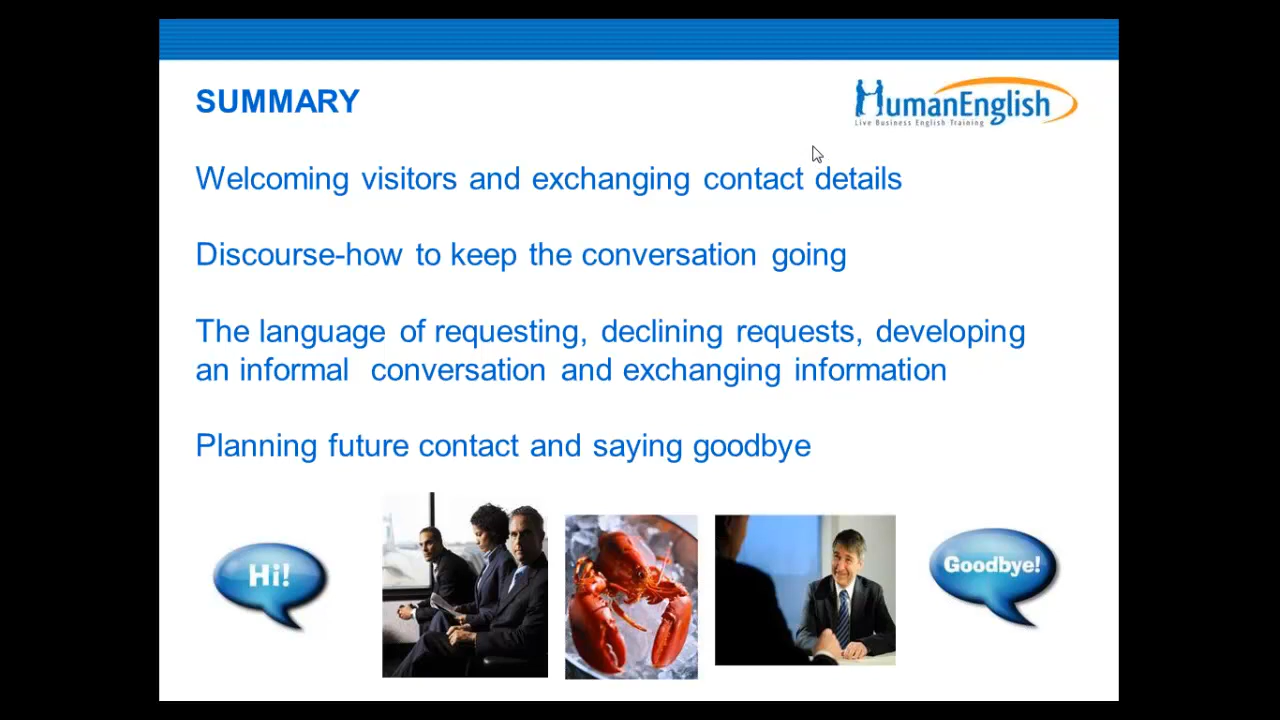 SUMMARY
HumanEnglish
Live Business English Training
Welcoming visitors and exchanging contact details
Discourse-how to keep the conversation going
The language of requesting, declining requests, developing
an informal conversation and exchanging information
Planning future contact and saying goodbye
Hi!
Goodbye!